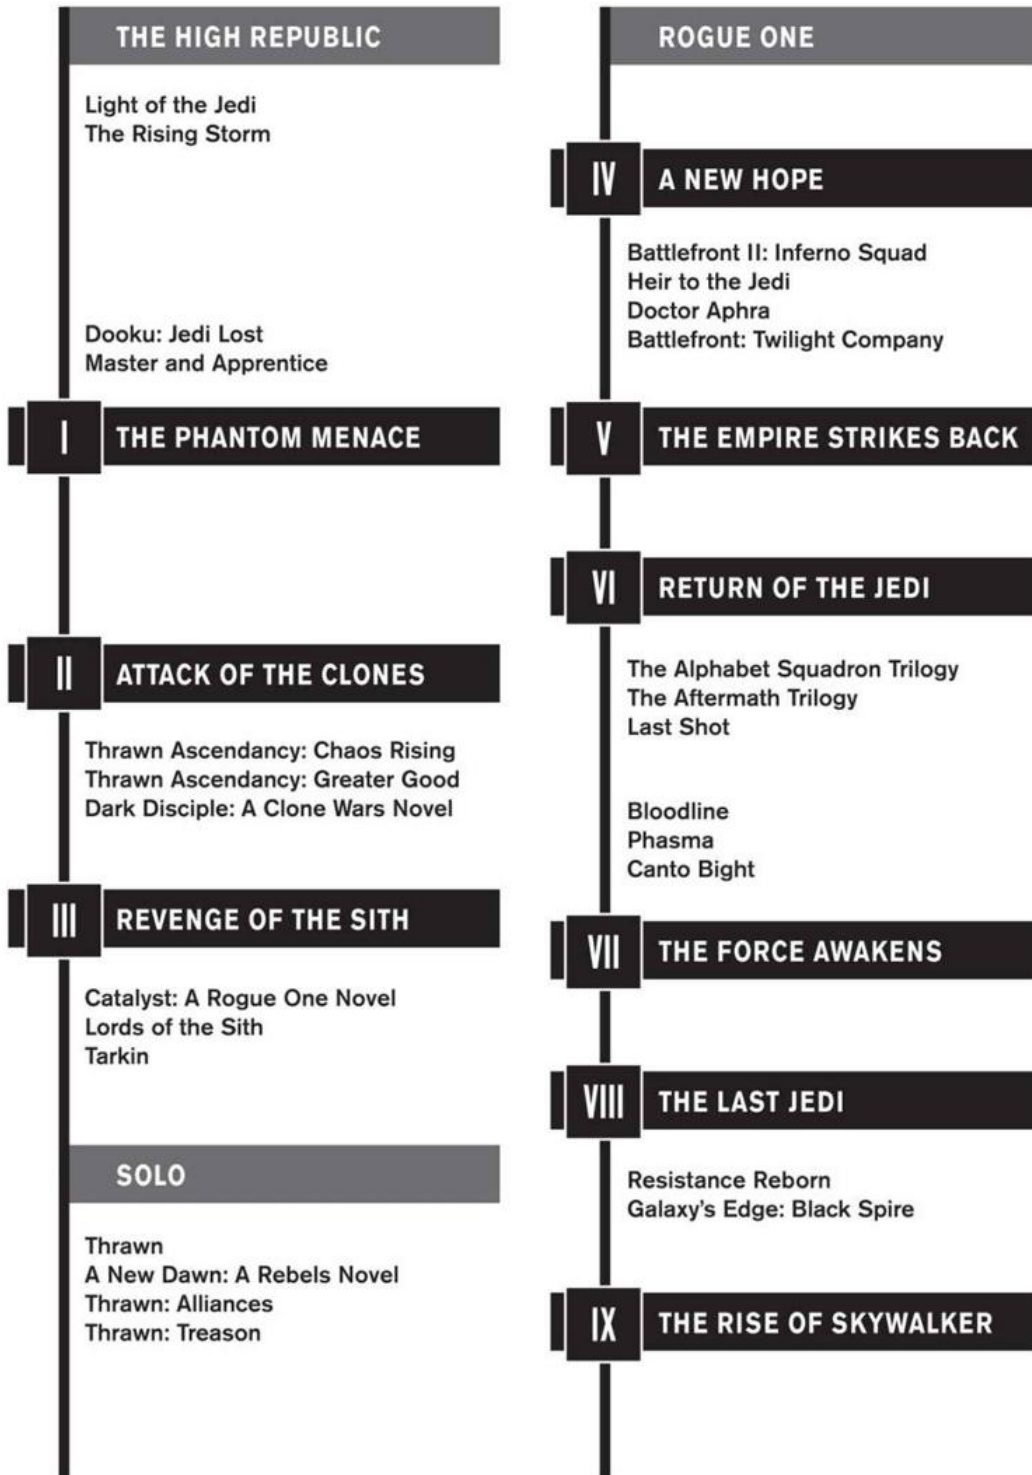 THE HIGH REPUBLIC
Light of the Jedi
The Rising Storm
Dooku: Jedi Lost
Master and Apprentice
I
THE PHANTOM MENACE
II
ATTACK OF THE CLONES
Thrawn Ascendancy: Chaos Rising
Thrawn Ascendancy: Greater Good
Dark Disciple: A Clone Wars Novel
III
REVENGE OF THE SITH
Catalyst: A Rogue One Novel
Lords of the Sith
Tarkin
SOLO
Thrawn
A New Dawn: A Rebels Novel
Thrawn: Alliances
Thrawn: Treason
ROGUE ONE
IV
A NEW HOPE
Battlefront II: Inferno Squad
Heir to the Jedi
Doctor Aphra
Battlefront: Twilight Company
V
THE EMPIRE STRIKES BACK
VI
RETURN OF THE JEDI
The Alphabet Squadron Trilogy
The Aftermath Trilogy
Last Shot
Bloodline
Phasma
Canto Bight
VII
THE FORCE AWAKENS
VIII
THE LAST JEDI
Resistance Reborn
Galaxy's Edge: Black Spire
IX
THE RISE OF SKYWALKER